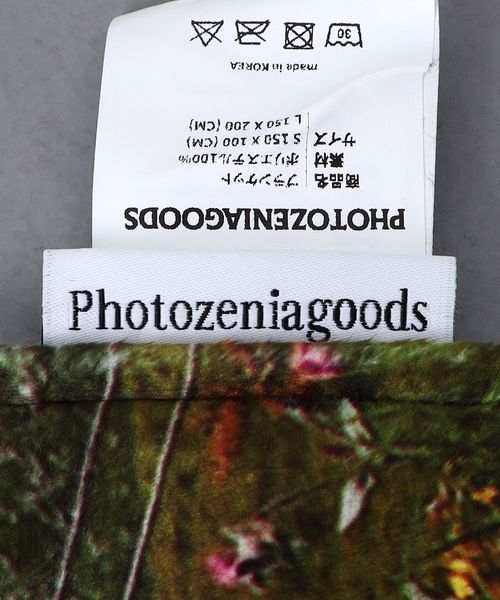 PHOTOZENIAGOODS
商品名 ブランケット
素材 ポリエステル100%
サイズ S 150 X 100 (CM)
L 150 X 200 (CM)
made in KOREA
30
Photozeniagoods